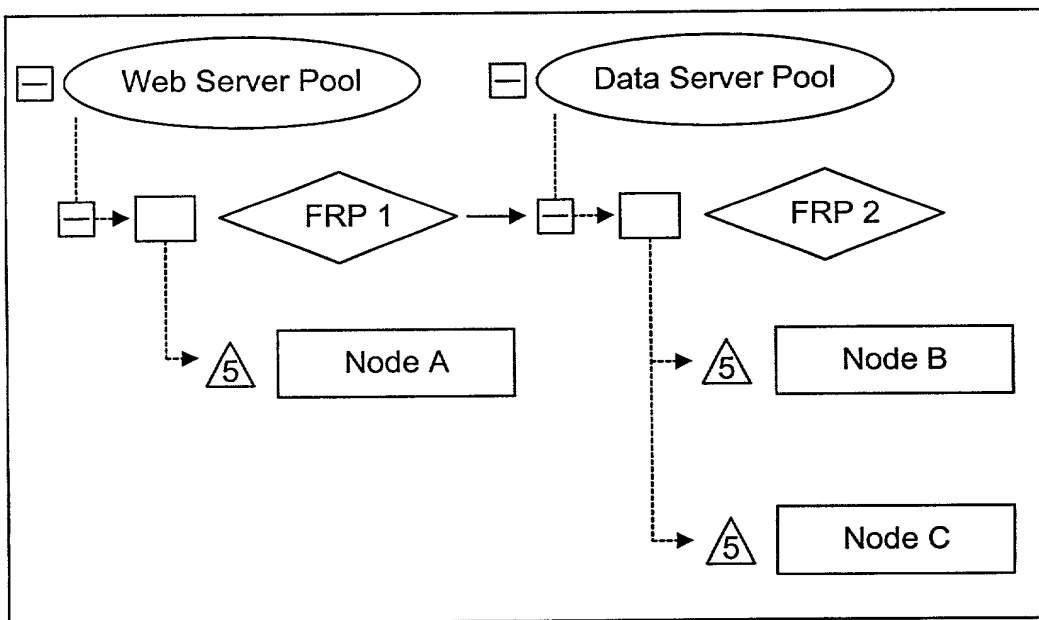 Web Server Pool
Data Server Pool
FRP 1
FRP 2
5
Node A
5
Node B
5
Node C